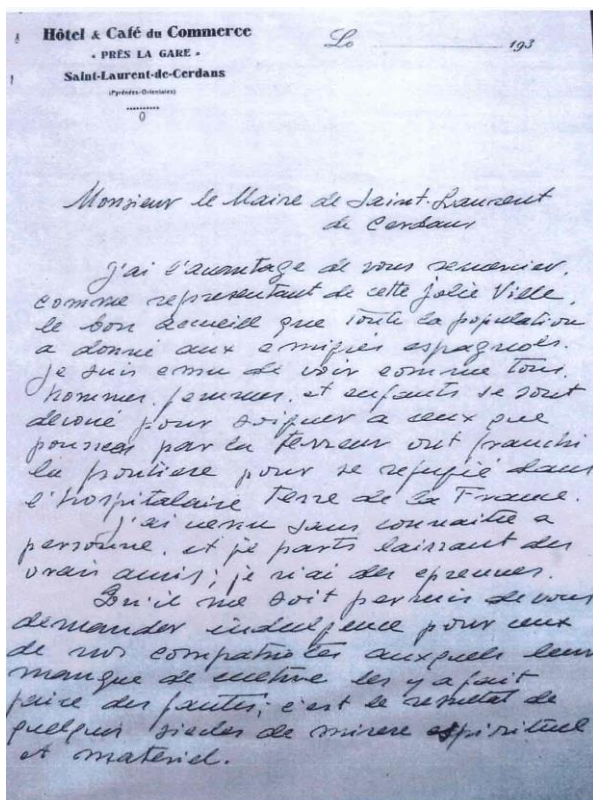 Hôtel & Café du Commerce
• PRÈS LA GARE •
Saint-Laurent-de-Cerdans
(Pyrénées-Orientales)
Le 193
Monsieur le Maire de Saint-Laurent
de Cerdans
J'ai l'avantage de vous remercier,
comme representant de cette Jolie Ville,
le bon accueill que toute la population
a donné aux emigrés espagnols.
Je suis emu de voir comme tous,
hommes, femmes, et enfants se sont
devoué pour soigner a ceux que
pousses par la terreur ont franchi
la frontiere pour se refugié dans
l'hospitalaire Terre de la France.
J'ai venu sans connaitre a
personne, et je parts laissant des
vrais amis; j'ai des epreuves.
Qu'il me soit permis de vous
demander indulgence pour ceux
de nos compatriotes auxquels leur
manque de culture les y a fait
faire des fautes; c'est le resultat de
quelques siecles de misere espirituel
et materiel.